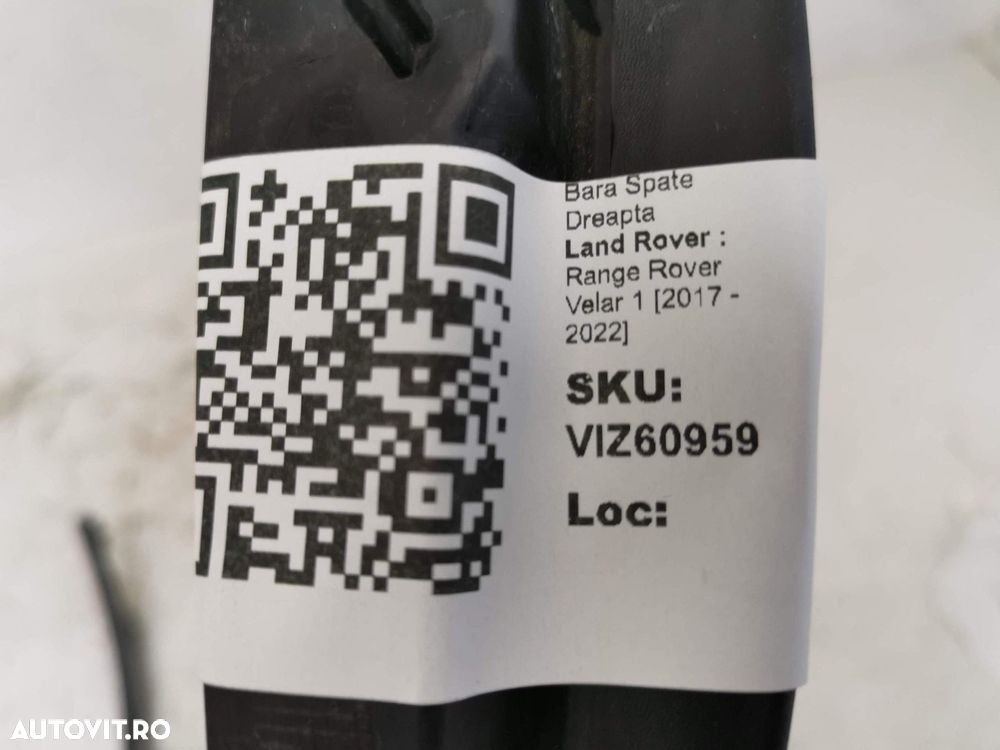 Bara Spate
Dreapta
Land Rover :
Range Rover
Velar 1 [2017 -
2022]
SKU:
VIZ60959
Loc:
AUTOVIT.RO